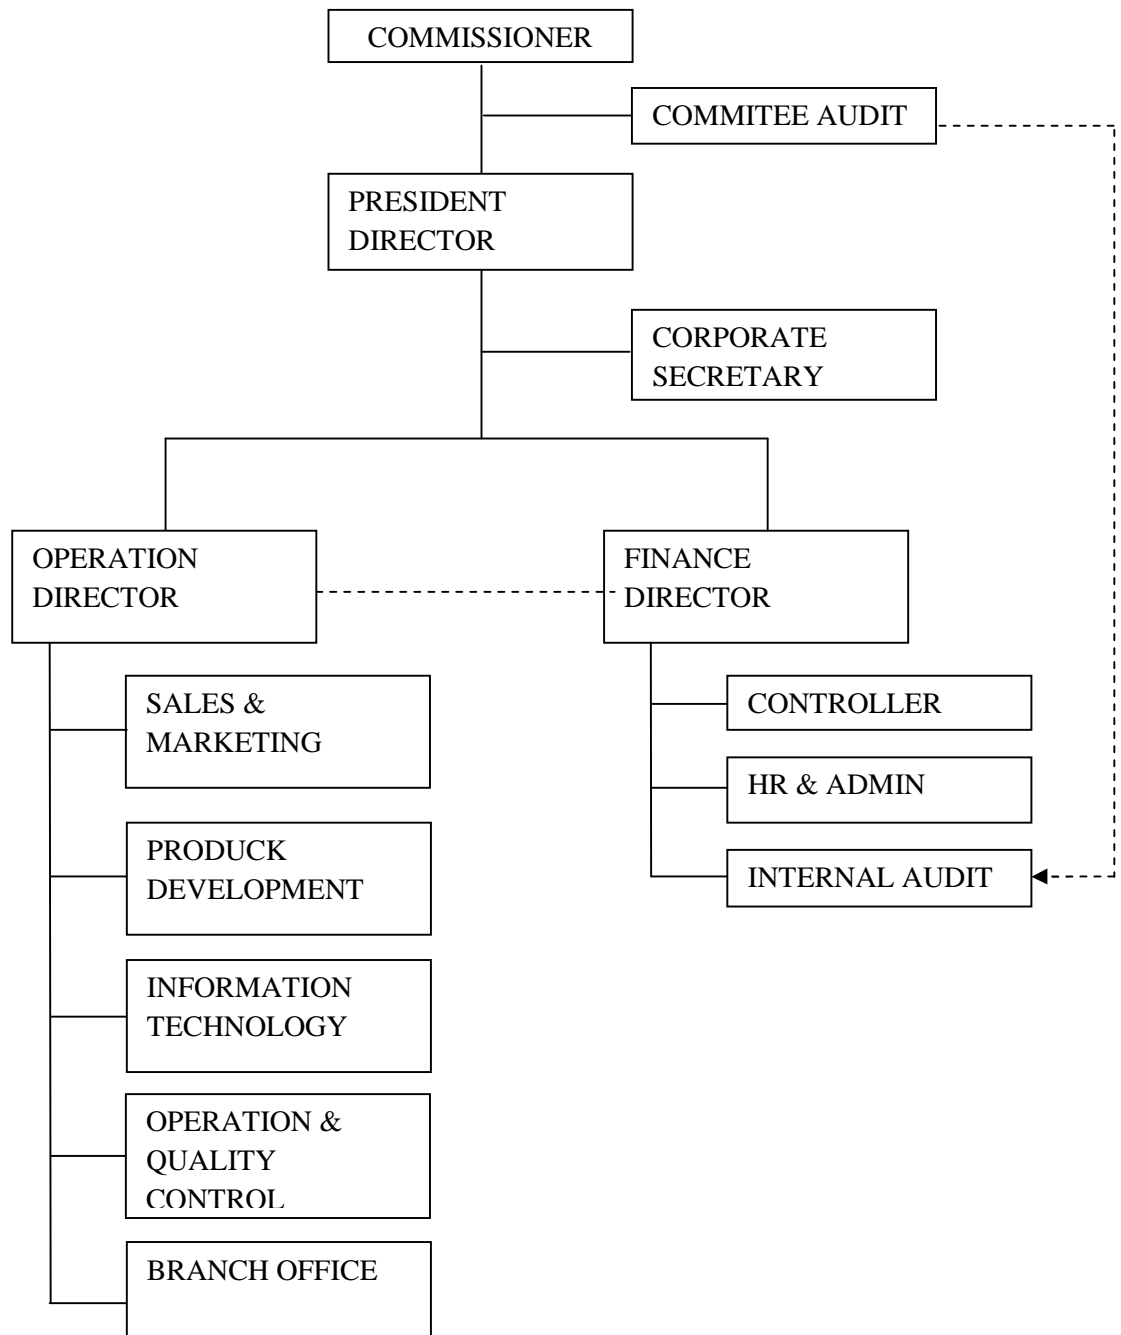 COMMISSIONER
COMMITEE AUDIT
PRESIDENT
DIRECTOR
CORPORATE
SECRETARY
OPERATION
DIRECTOR
FINANCE
DIRECTOR
SALES &
MARKETING
PRODUCK
DEVELOPMENT
INFORMATION
TECHNOLOGY
OPERATION &
QUALITY
CONTROL
BRANCH OFFICE
CONTROLLER
HR & ADMIN
INTERNAL AUDIT